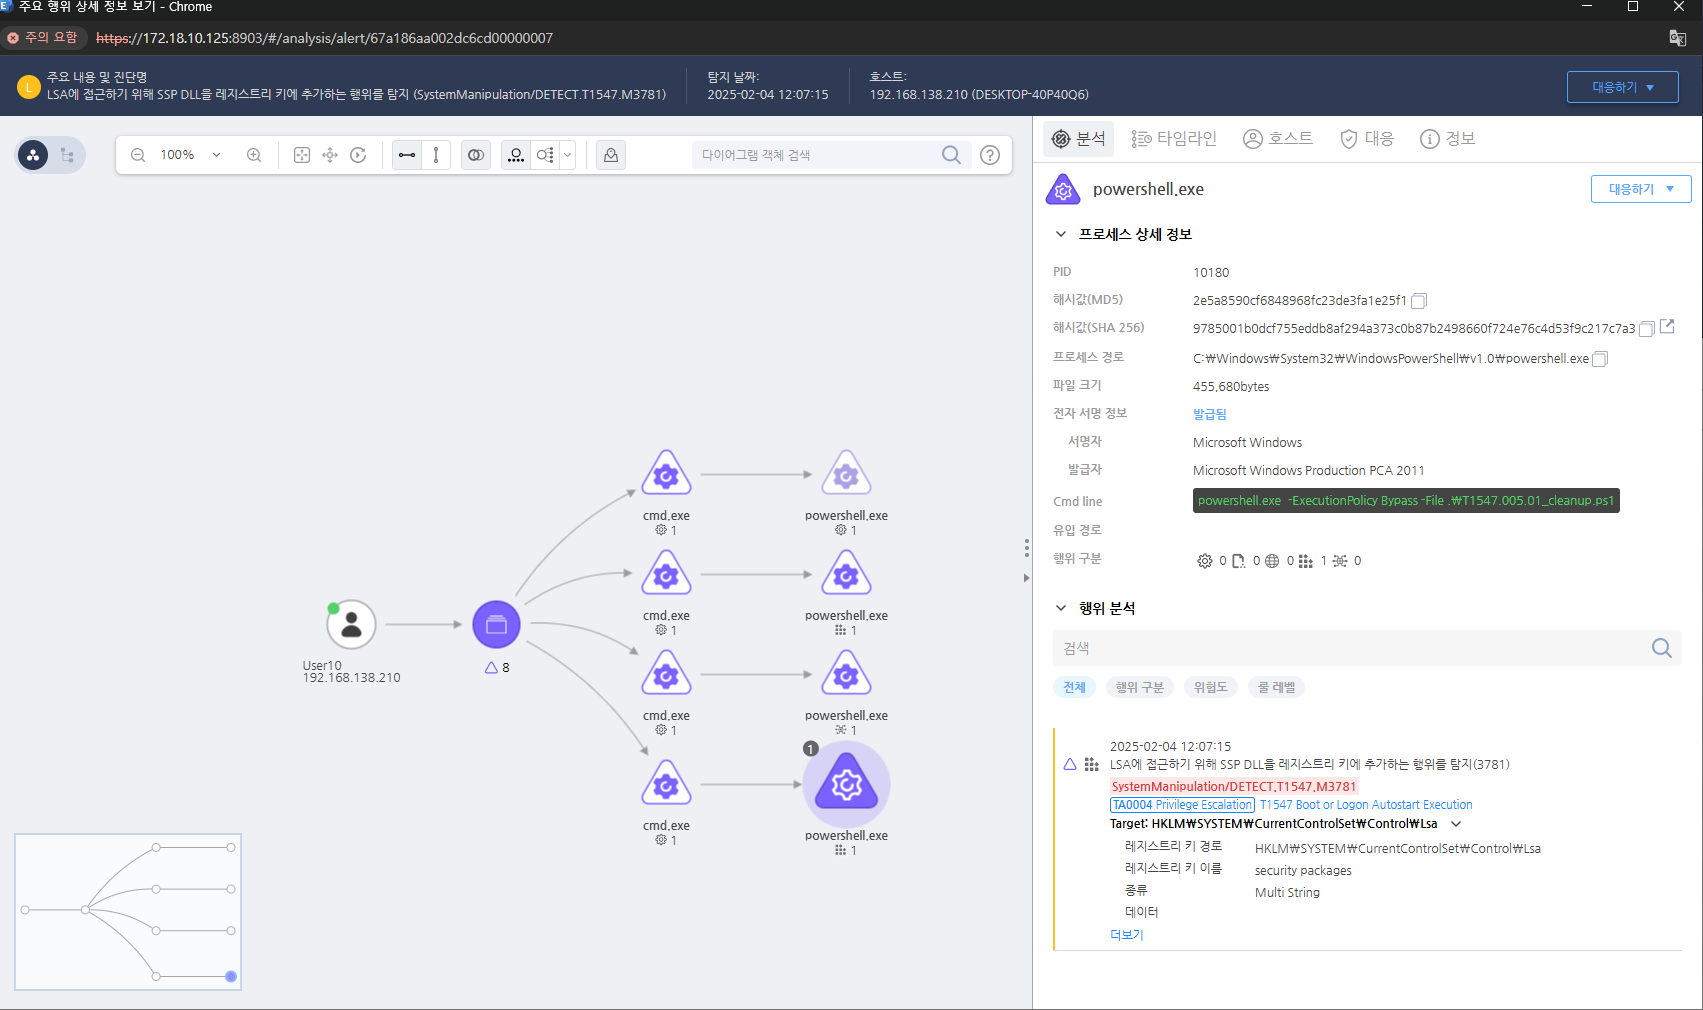 주요 행위 상세 정보 보기 - Chrome
주의 요함
https://172.18.10.125:8903/#/analysis/alert/67a186aa002dc6cd00000007
L
주요 내용 및 진단명
LSA에 접근하기 위해 SSP DLL을 레지스트리 키에 추가하는 행위를 탐지 (SystemManipulation/DETECT.T1547.M3781)
탐지 날짜:
2025-02-04 12:07:15
호스트:
192.168.138.210 (DESKTOP-40P40Q6)
대응하기
100%
다이어그램 객체 검색
User10
192.168.138.210
8
cmd.exe
1
powershell.exe
1
cmd.exe
1
powershell.exe
1
cmd.exe
1
powershell.exe
1
1
cmd.exe
1
powershell.exe
1
분석
타임라인
호스트
대응
정보
powershell.exe
대응하기
프로세스 상세 정보
PID
10180
해시값(MD5)
2e5a8590cf6848968fc23de3fa1e25f1
해시값(SHA 256)
9785001b0dcf755eddb8af294a373c0b87b2498660f724e76c4d53f9c217c7a3
프로세스 경로
C:₩Windows₩System32₩WindowsPowerShell₩v1.0₩powershell.exe
파일 크기
455,680bytes
전자 서명 정보
발급됨
서명자
Microsoft Windows
발급자
Microsoft Windows Production PCA 2011
Cmd line
powershell.exe  -ExecutionPolicy Bypass -File .₩T1547.005.01_cleanup.ps1
유입 경로
행위 구분
0 0 0 1 0
행위 분석
검색
전체
행위 구분
위험도
룰 레벨
2025-02-04 12:07:15
LSA에 접근하기 위해 SSP DLL을 레지스트리 키에 추가하는 행위를 탐지(3781)
SystemManipulation/DETECT.T1547.M3781
TA0004 Privilege Escalation T1547 Boot or Logon Autostart Execution
Target: HKLM₩SYSTEM₩CurrentControlSet₩Control₩Lsa
레지스트리 키 경로
HKLM₩SYSTEM₩CurrentControlSet₩Control₩Lsa
레지스트리 키 이름
security packages
종류
Multi String
데이터
더보기